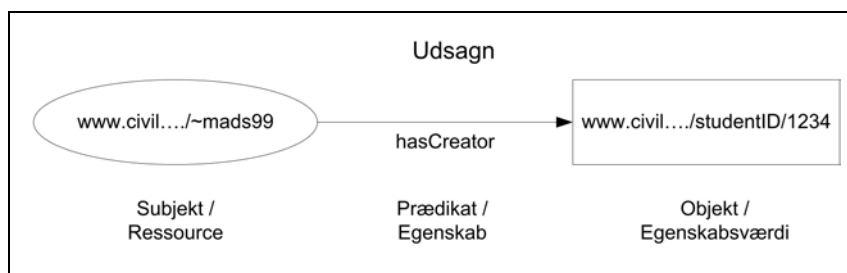 Udsagn
www.civil…./~mads99
hasCreator
www.civil…./studentID/1234
Subjekt /
Ressource
Prædikat /
Egenskab
Objekt /
Egenskabsværdi